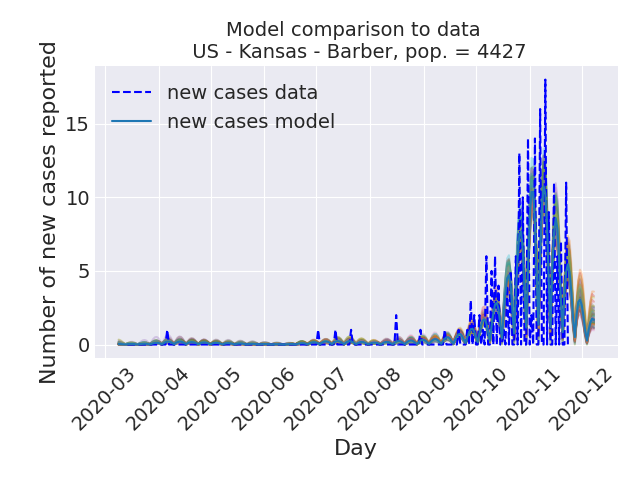 Model comparison to data
US - Kansas - Barber, pop. = 4427
Number of new cases reported
new cases data
new cases model
15
10
5
0
2020-03
2020-04
2020-05
2020-06
2020-07
2020-08
2020-09
2020-10
2020-11
2020-12
Day